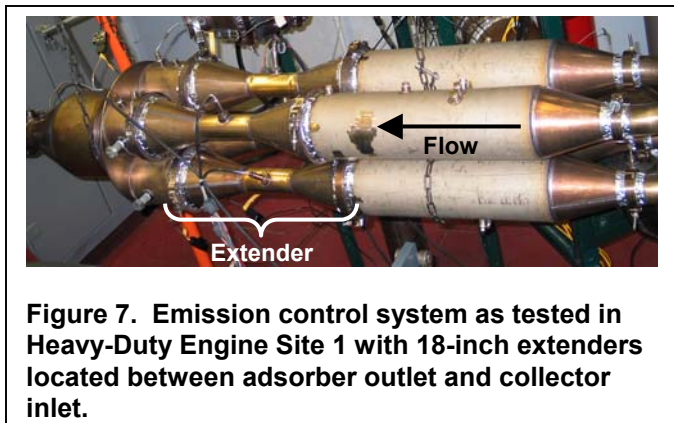 Flow
Extender
Figure 7. Emission control system as tested in
Heavy-Duty Engine Site 1 with 18-inch extenders
located between adsorber outlet and collector
inlet.